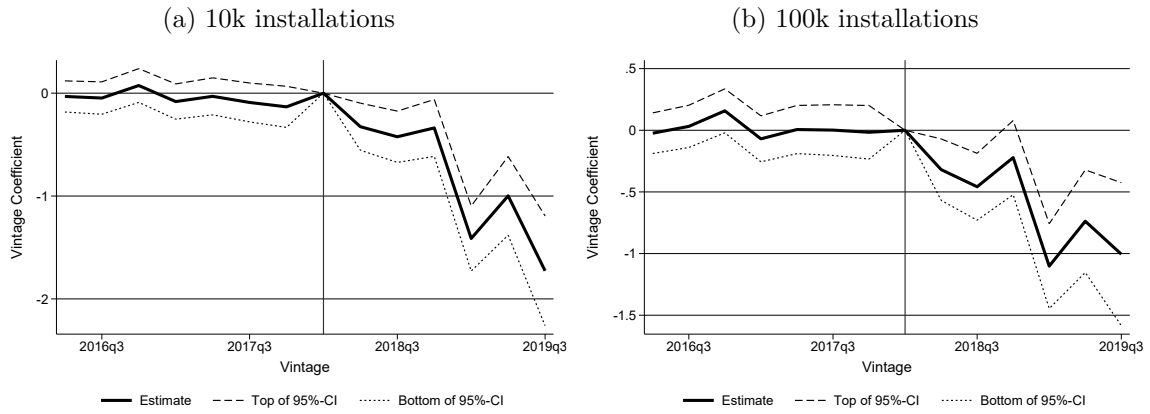 (a) 10k installations
0
-1
-2
Vintage Coefficient
2016q3 2017q3 2018q3 2019q3
Vintage
Estimate Top of 95%-CI Bottom of 95%-CI
(b) 100k installations
.5
0
-.5
-1
-1.5
Vintage Coefficient
2016q3 2017q3 2018q3 2019q3
Vintage
Estimate Top of 95%-CI Bottom of 95%-CI